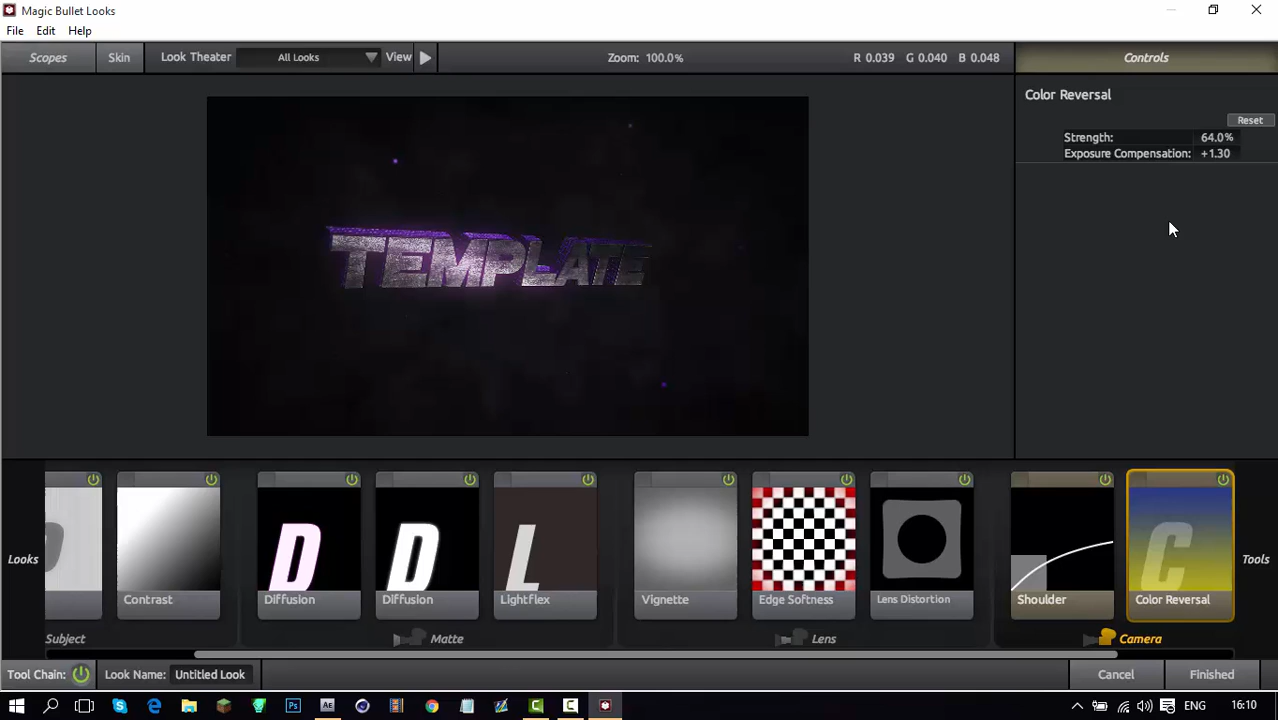 Magic Bullet Looks
File Edit Help
Scopes Skin Look Theater All Looks View Zoom: 100.0% R 0.039 G 0.040 B 0.048 Controls
Color Reversal
Reset
Strength: 64.0%
Exposure Compensation: +1.30
TEMPLATE
D D L C
Looks Tools
Contrast Diffusion Diffusion Lightflex Vignette Edge Softness Lens Distortion Shoulder Color Reversal
Subject Matte Lens Camera
Tool Chain: Look Name: Untitled Look Cancel Finished
Ps AE ENG 16:10